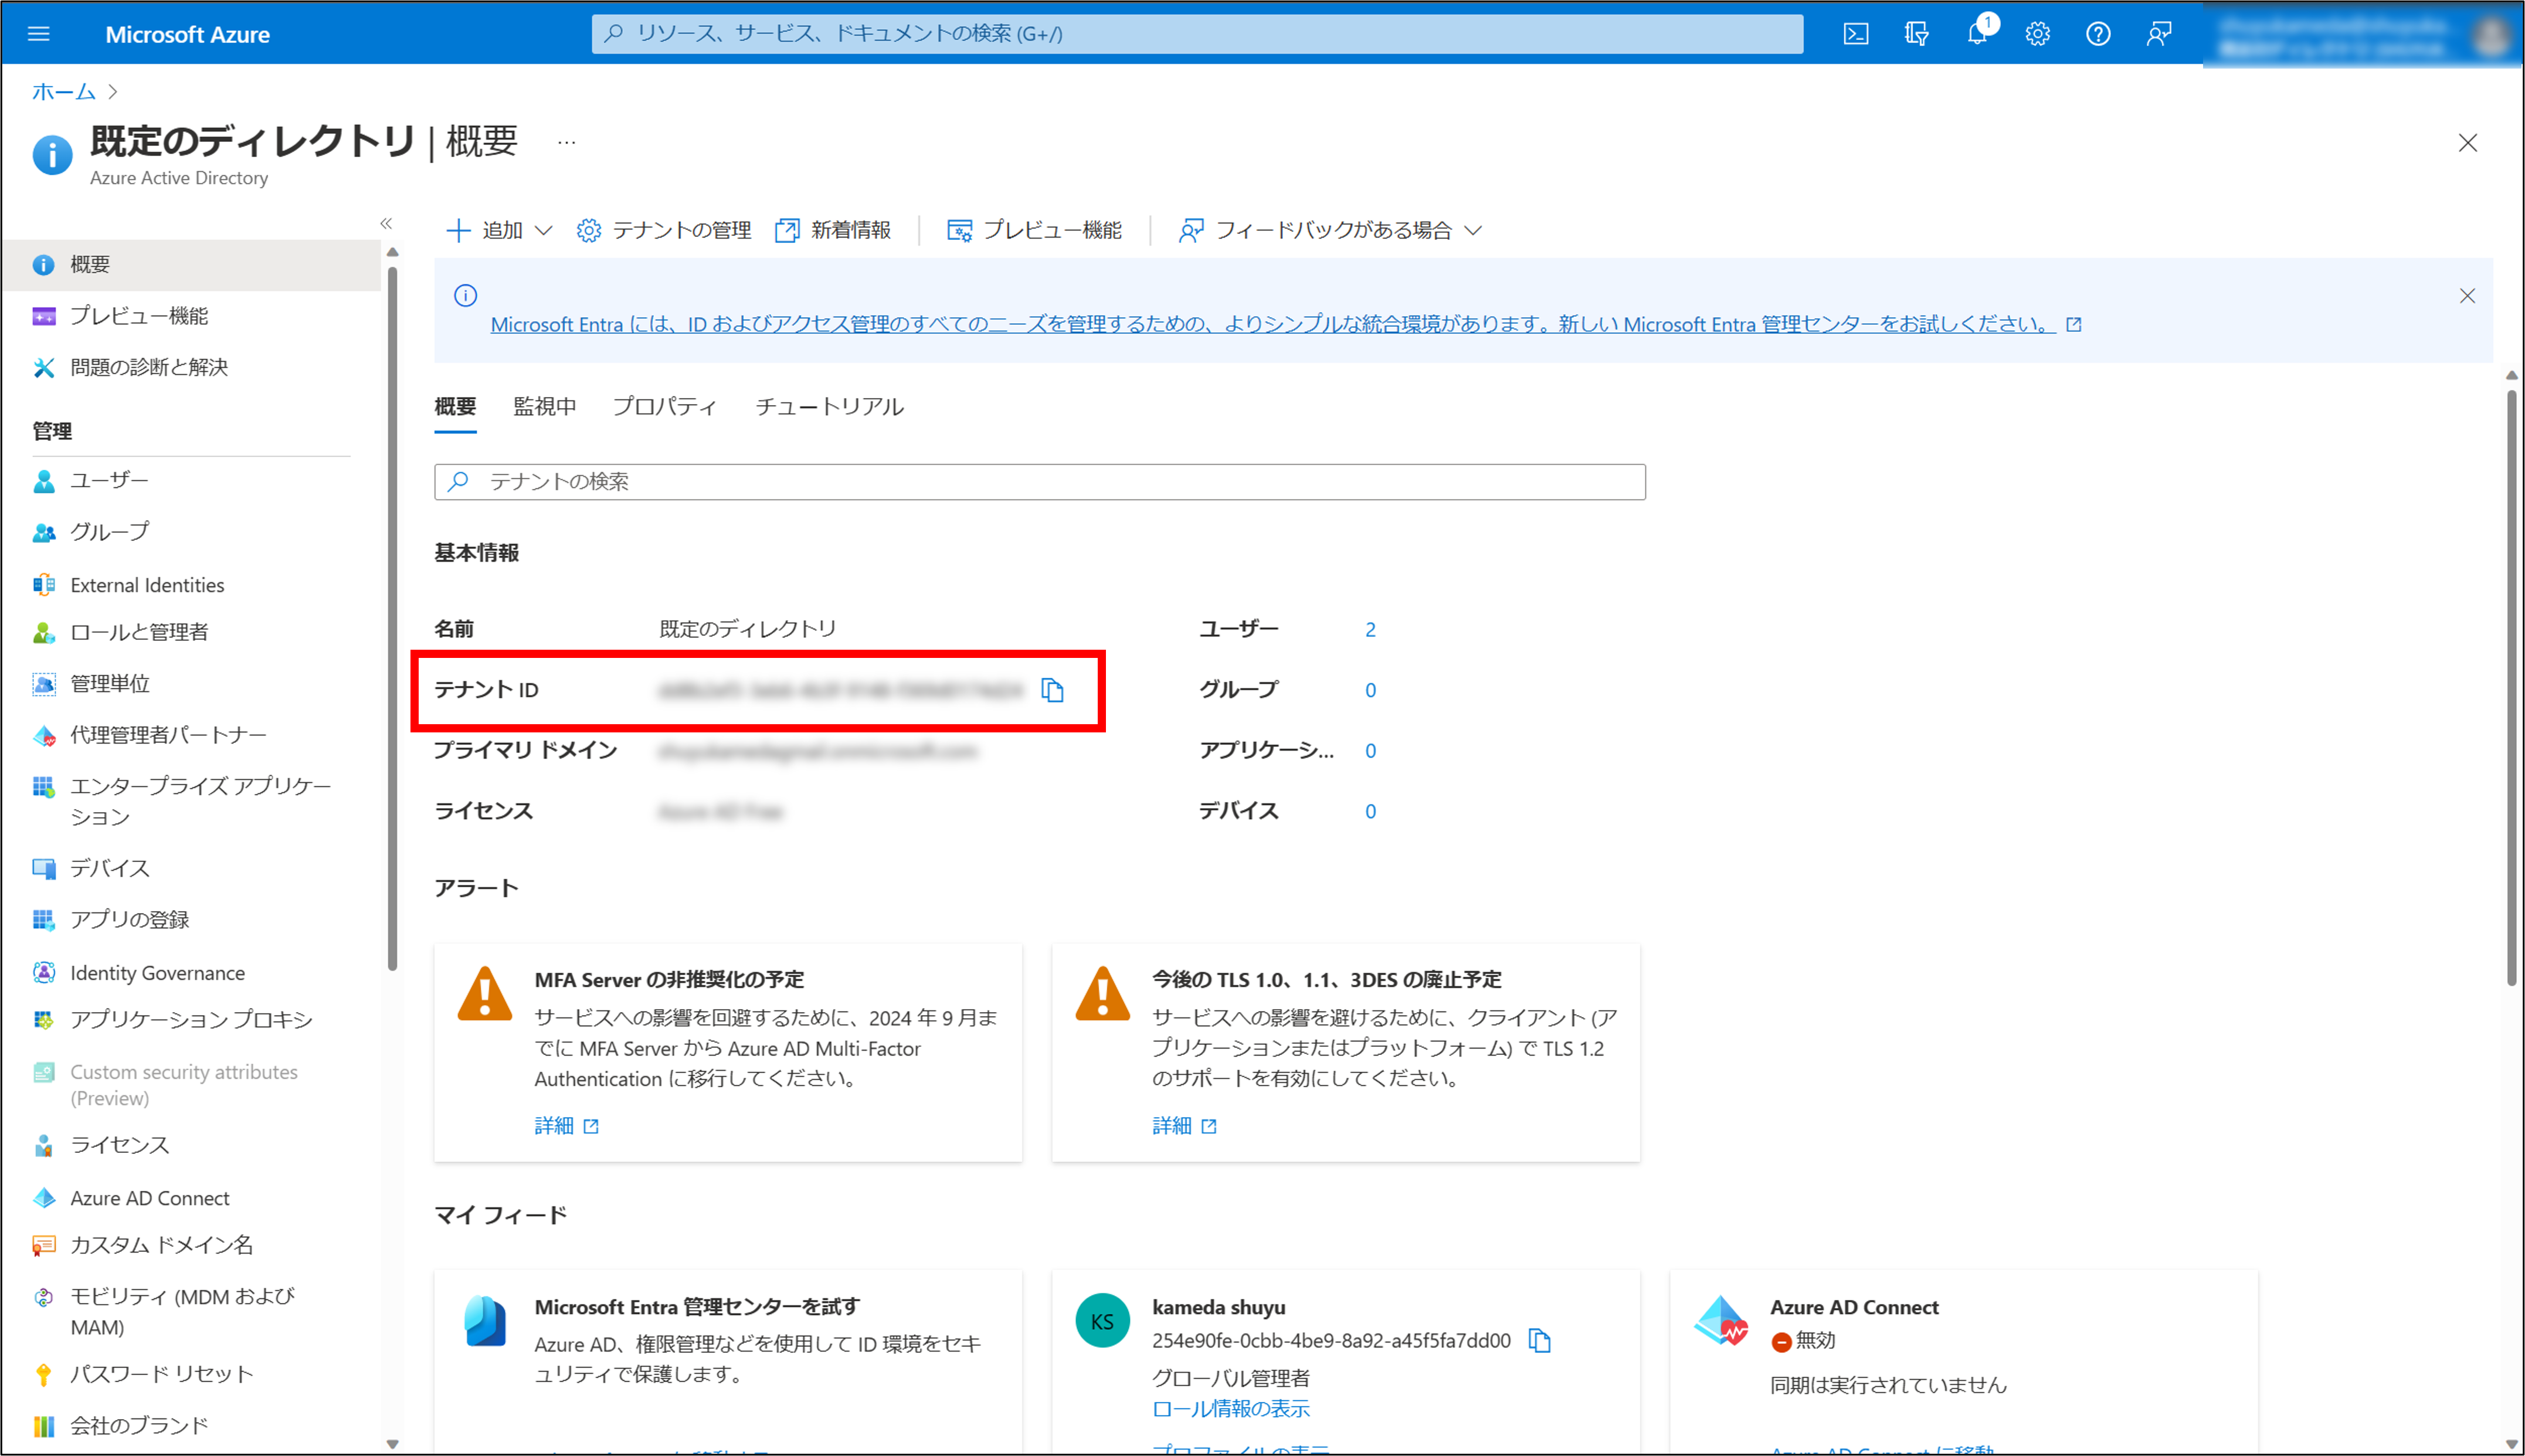 Microsoft Azure
リソース、サービス、ドキュメントの検索 (G+/)
1
ホーム
既定のディレクトリ | 概要 ...
Azure Active Directory
概要
プレビュー機能
問題の診断と解決
管理
ユーザー
グループ
External Identities
ロールと管理者
管理単位
代理管理者パートナー
エンタープライズ アプリケー
ション
デバイス
アプリの登録
Identity Governance
アプリケーション プロキシ
Custom security attributes
(Preview)
ライセンス
Azure AD Connect
カスタム ドメイン名
モビリティ (MDM および
MAM)
パスワード リセット
会社のブランド
追加 テナントの管理 新着情報 プレビュー機能 フィードバックがある場合
Microsoft Entra には、ID およびアクセス管理のすべてのニーズを管理するための、よりシンプルな統合環境があります。新しい Microsoft Entra 管理センターをお試しください。
概要 監視中 プロパティ チュートリアル
テナントの検索
基本情報
名前 既定のディレクトリ ユーザー 2
テナント ID グループ 0
プライマリ ドメイン アプリケーシ... 0
ライセンス デバイス 0
アラート
MFA Server の非推奨化の予定
サービスへの影響を回避するために、2024 年 9 月ま
でに MFA Server から Azure AD Multi-Factor
Authentication に移行してください。
詳細
今後の TLS 1.0、1.1、3DES の廃止予定
サービスへの影響を避けるために、クライアント (ア
プリケーションまたはプラットフォーム) で TLS 1.2
のサポートを有効にしてください。
詳細
マイ フィード
Microsoft Entra 管理センターを試す
Azure AD、権限管理などを使用して ID 環境をセキ
ュリティで保護します。
KS
kameda shuyu
254e90fe-0cbb-4be9-8a92-a45f5fa7dd00
グローバル管理者
ロール情報の表示
プロファイルの表示
Azure AD Connect
無効
同期は実行されていません
Azure AD Connect に移動